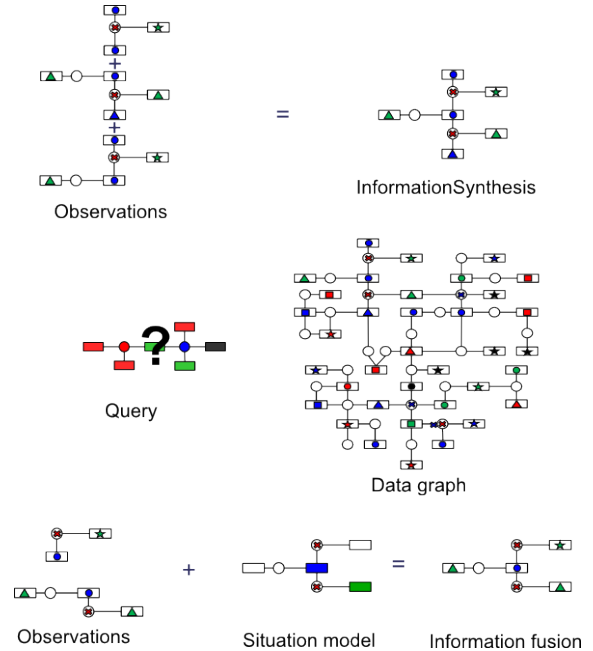 +
+
=
Observations
InformationSynthesis
?
Query
Data graph
+
=
Observations
Situation model
Information fusion